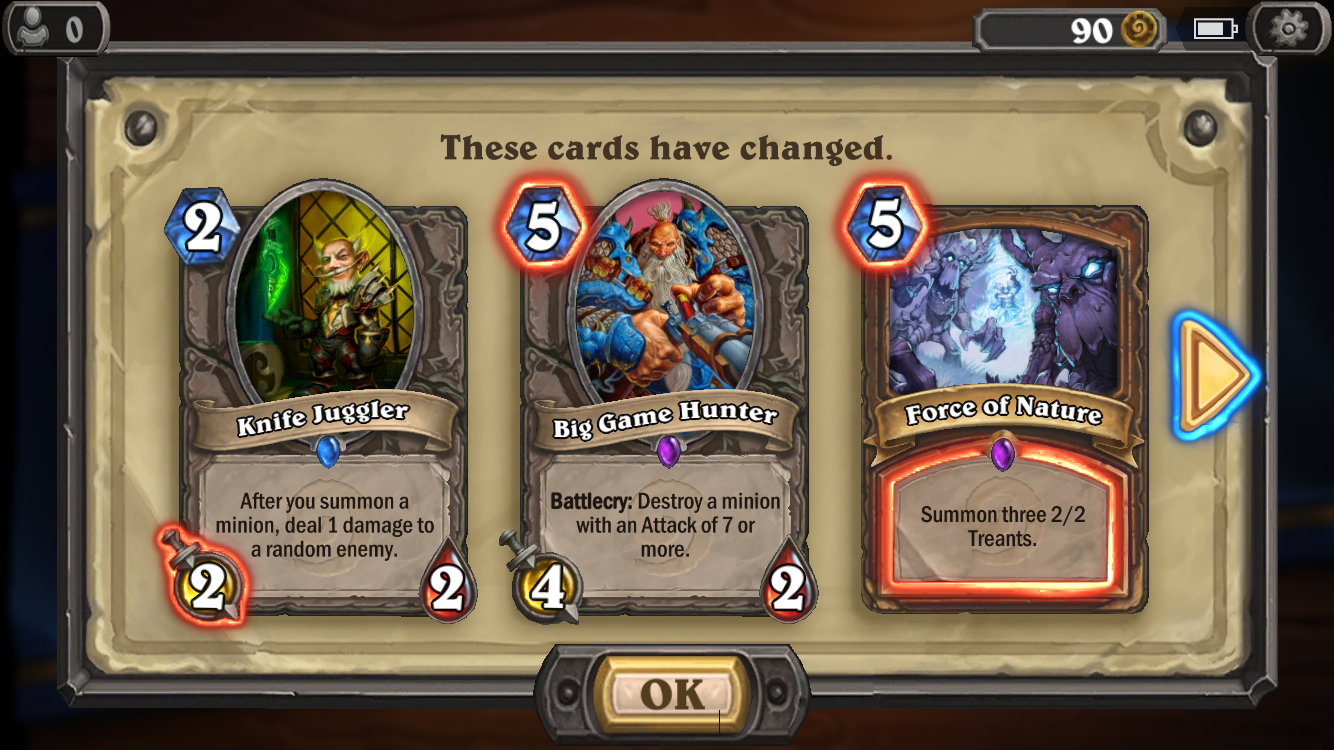 0
90
These cards have changed.
2
5
5
Knife Juggler
Big Game Hunter
Force of Nature
After you summon a
minion, deal 1 damage to
a random enemy.
Battlecry: Destroy a minion
with an Attack of 7 or
more.
Summon three 2/2
Treants.
2
2
4
2
OK